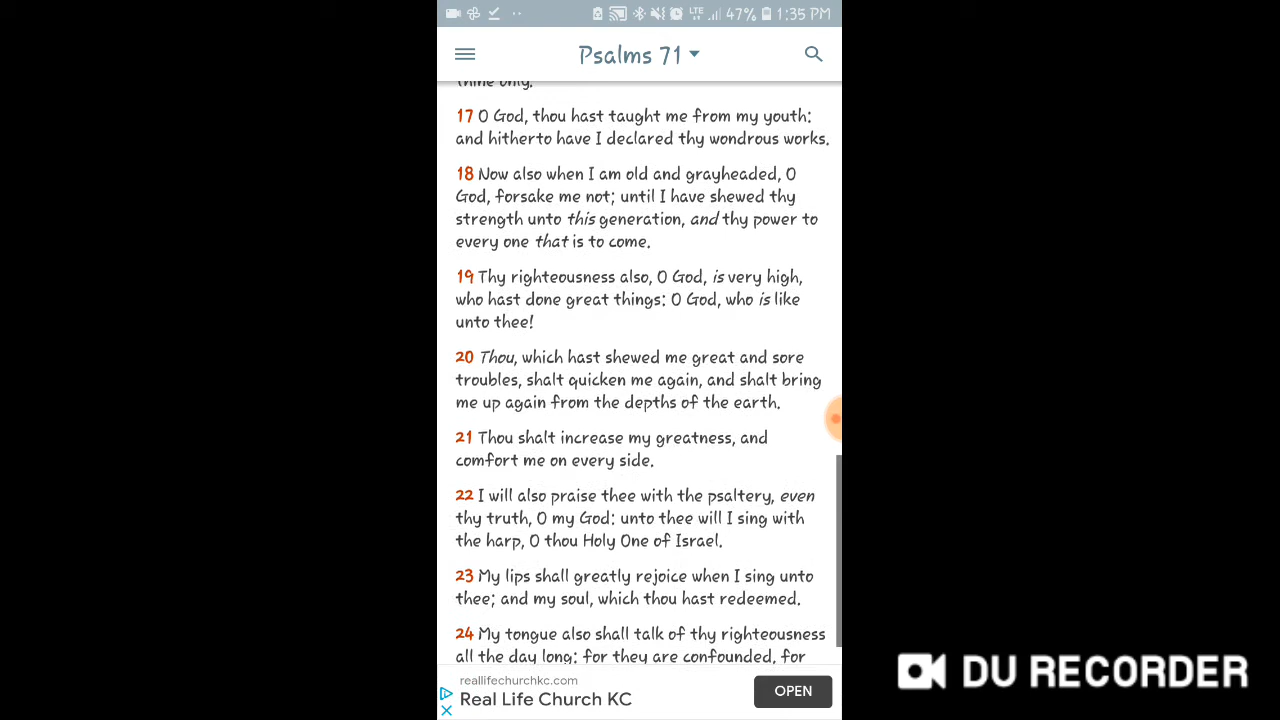 LTE 47% 1:35 PM
Psalms 71
thine only.
17 O God, thou hast taught me from my youth:
and hitherto have I declared thy wondrous works.
18 Now also when I am old and grayheaded, O
God, forsake me not; until I have shewed thy
strength unto this generation, and thy power to
every one that is to come.
19 Thy righteousness also, O God, is very high,
who hast done great things: O God, who is like
unto thee!
20 Thou, which hast shewed me great and sore
troubles, shalt quicken me again, and shalt bring
me up again from the depths of the earth.
21 Thou shalt increase my greatness, and
comfort me on every side.
22 I will also praise thee with the psaltery, even
thy truth, O my God: unto thee will I sing with
the harp, O thou Holy One of Israel.
23 My lips shall greatly rejoice when I sing unto
thee; and my soul, which thou hast redeemed.
24 My tongue also shall talk of thy righteousness
all the day long: for they are confounded, for
reallifechurchkc.com
Real Life Church KC
OPEN
DU RECORDER